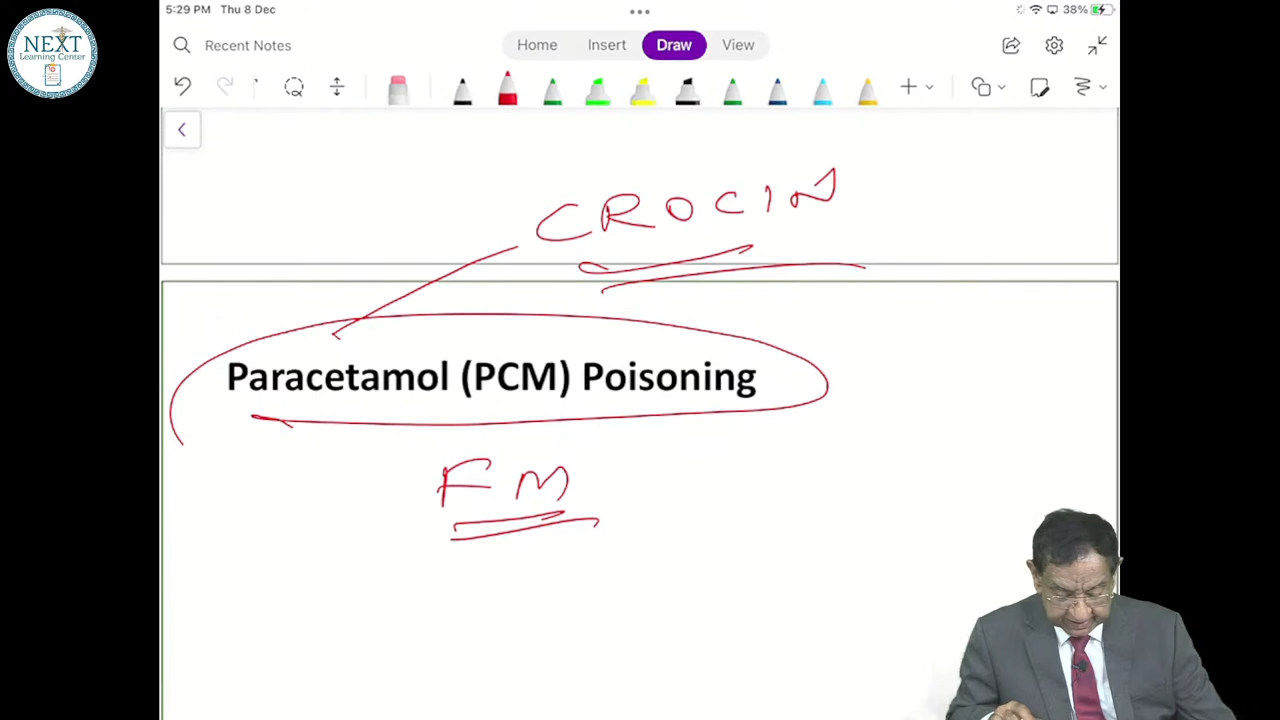 5:29 PM Thu 8 Dec
38%
NEXT
Learning Center
Recent Notes
Home Insert Draw View
CROCIN
Paracetamol (PCM) Poisoning
FM